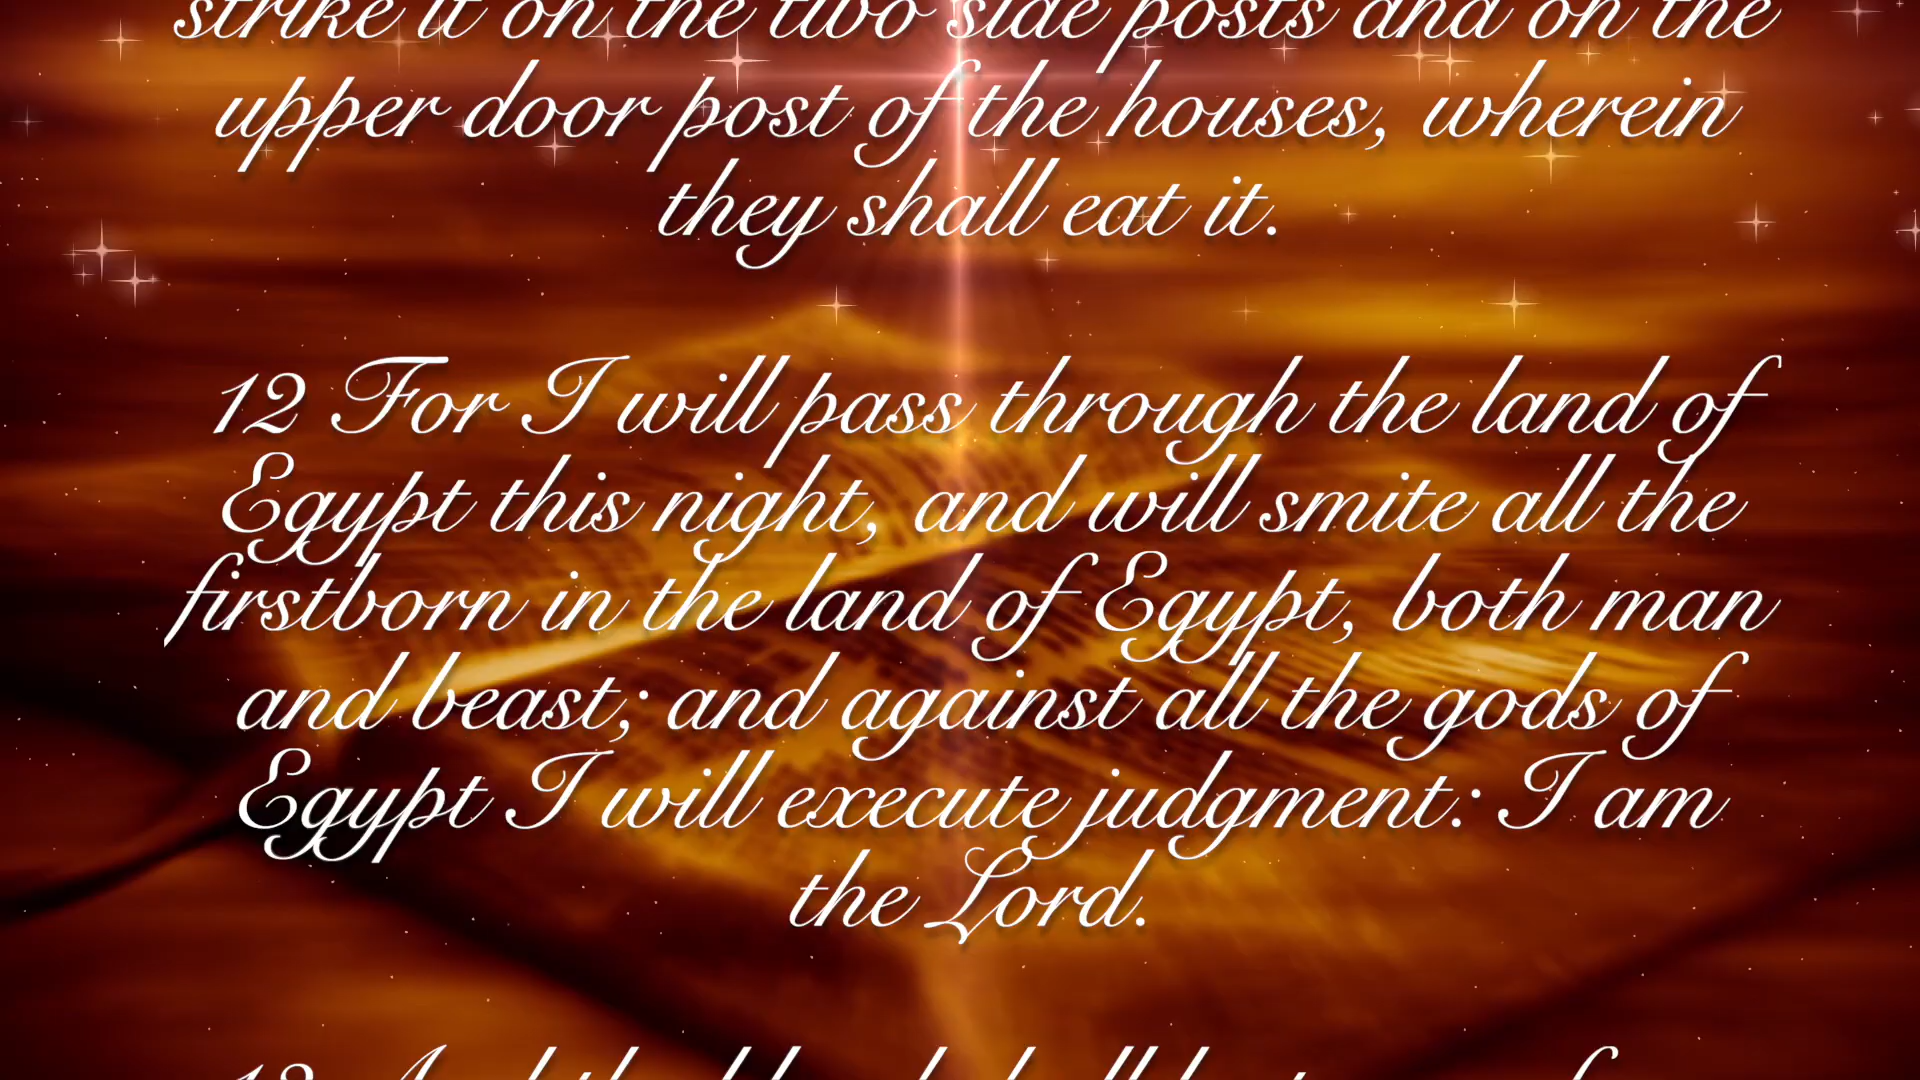 strike it on the two side posts and on the
upper door post of the houses, wherein
they shall eat it.
12 For I will pass through the land of
Egypt this night, and will smite all the
firstborn in the land of Egypt, both man
and beast; and against all the gods of
Egypt I will execute judgment: I am
the Lord.